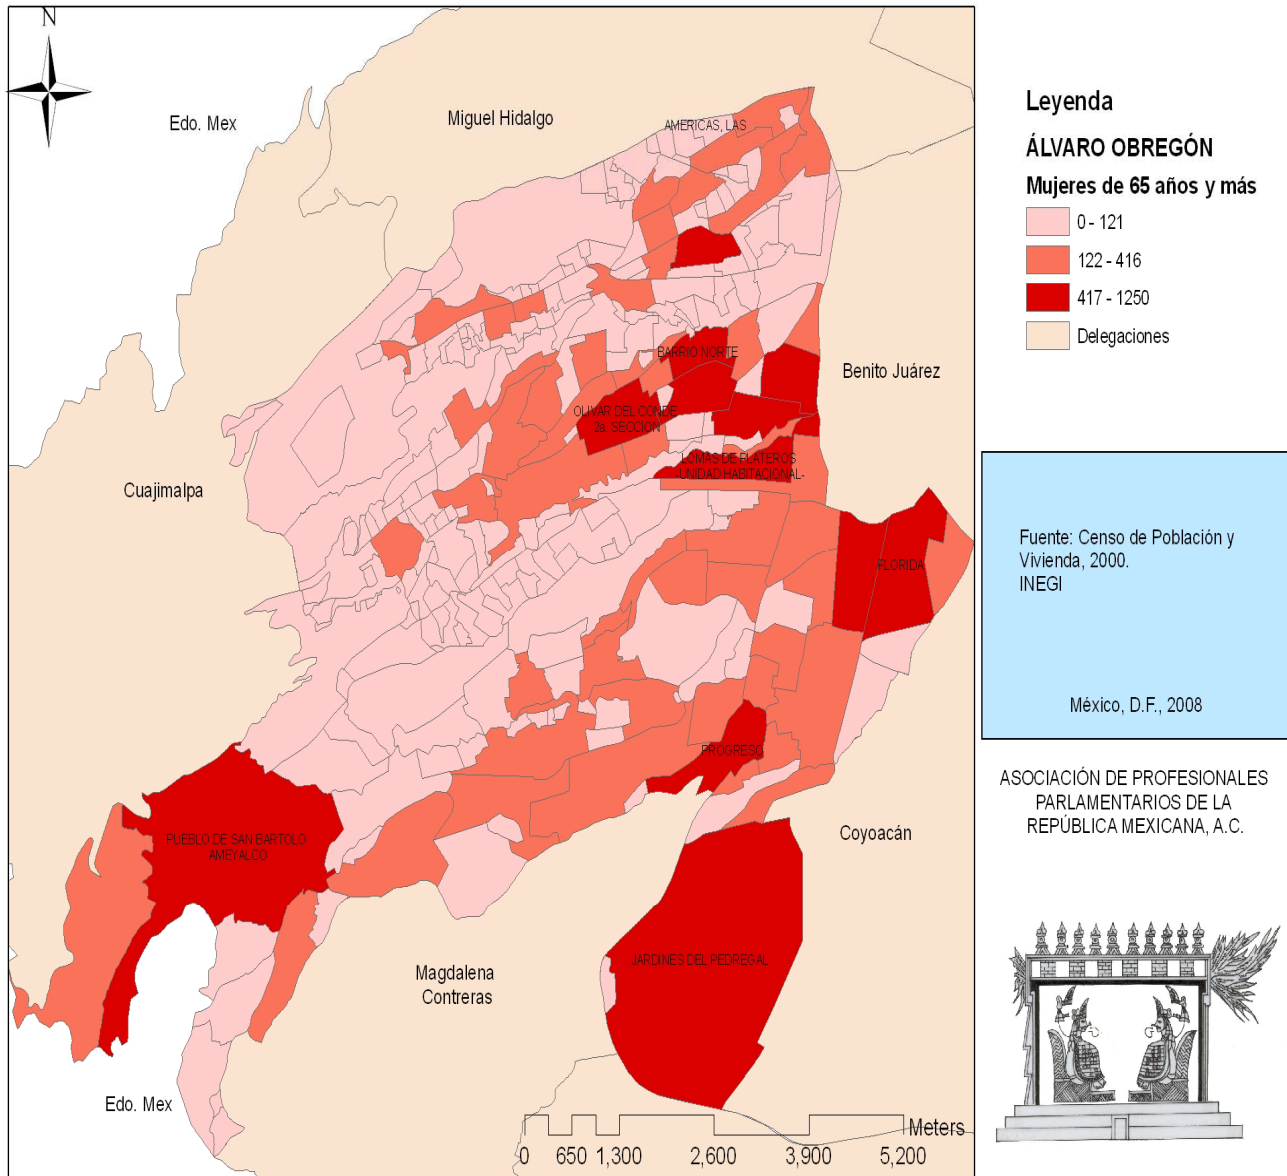 N
Edo. Mex
Miguel Hidalgo
AMERICAS, LAS
BARRIO NORTE
Benito Juárez
OLIVAR DEL CONDE
2a. SECCION
LOMAS DE PLATEROS
-UNIDAD HABITACIONAL-
Cuajimalpa
FLORIDA
PROGRESO
PUEBLO DE SAN BARTOLO
AMEYALCO
Coyoacán
JARDINES DEL PEDREGAL
Magdalena
Contreras
Edo. Mex
Meters
0 650 1,300 2,600 3,900 5,200
Leyenda
ÁLVARO OBREGÓN
Mujeres de 65 años y más
0 - 121
122 - 416
417 - 1250
Delegaciones
Fuente: Censo de Población y
Vivienda, 2000.
INEGI
México, D.F., 2008
ASOCIACIÓN DE PROFESIONALES
PARLAMENTARIOS DE LA
REPÚBLICA MEXICANA, A.C.